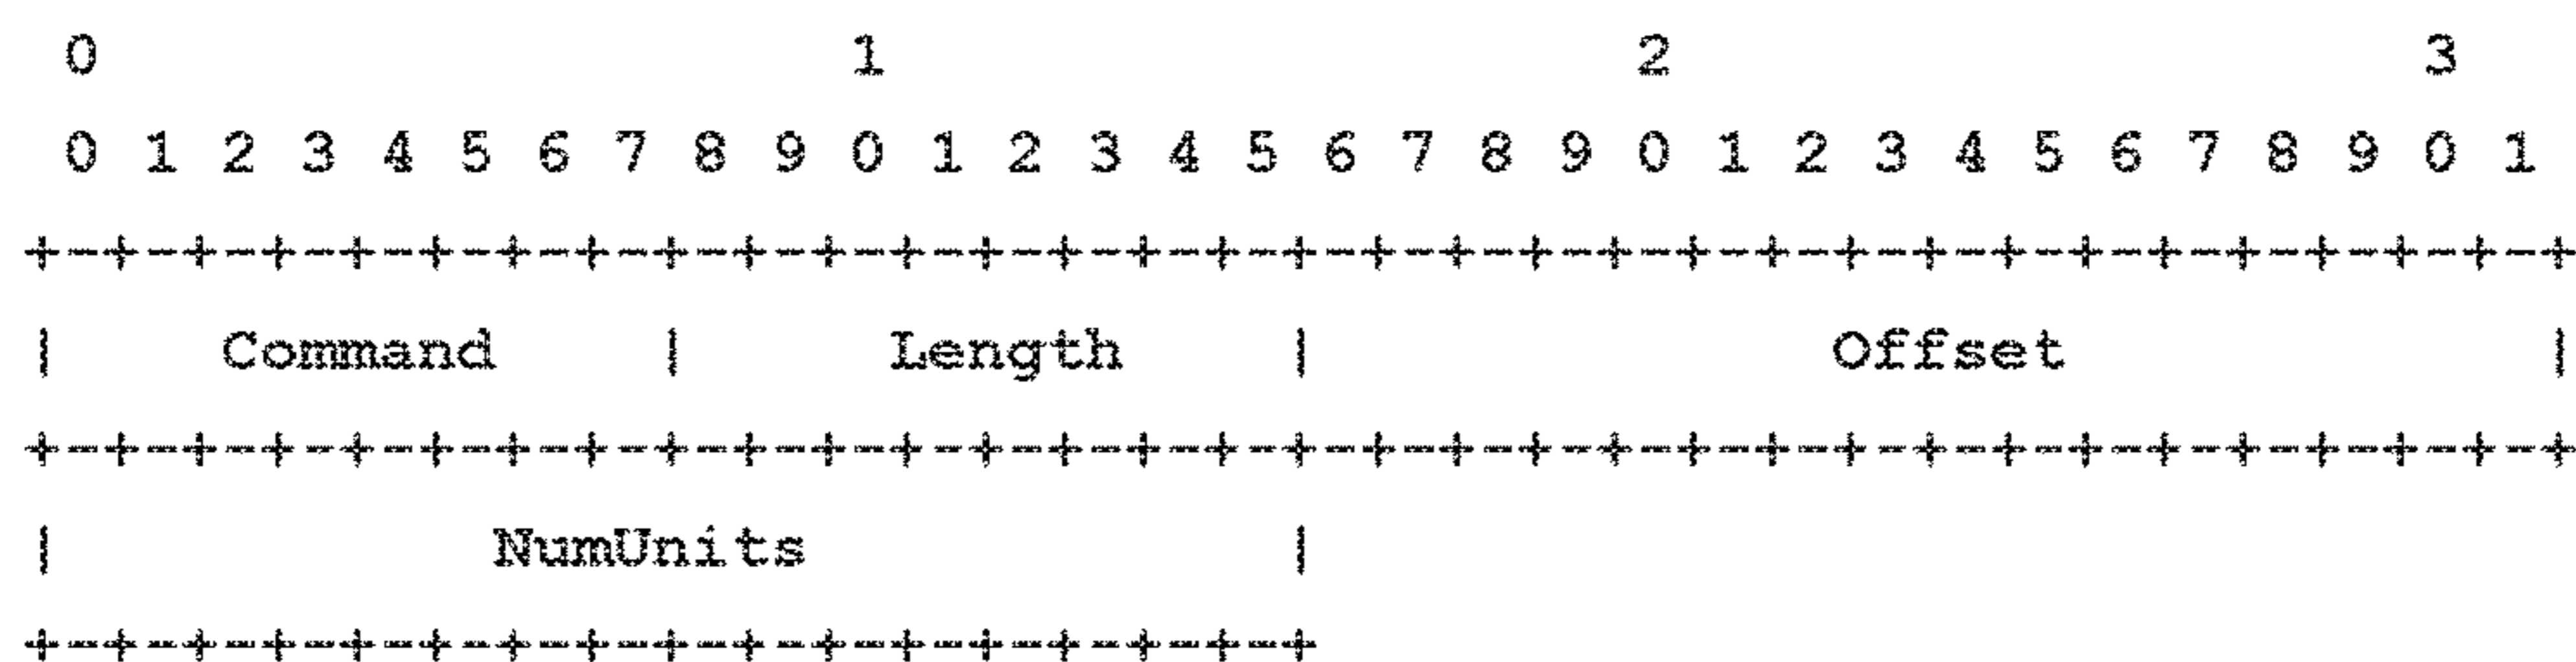 0                   1                   2                   3
 0 1 2 3 4 5 6 7 8 9 0 1 2 3 4 5 6 7 8 9 0 1 2 3 4 5 6 7 8 9 0 1
+-+-+-+-+-+-+-+-+-+-+-+-+-+-+-+-+-+-+-+-+-+-+-+-+-+-+-+-+-+-+-+-+
|    Command    |     Length    |             Offset            |
+-+-+-+-+-+-+-+-+-+-+-+-+-+-+-+-+-+-+-+-+-+-+-+-+-+-+-+-+-+-+-+-+
|           NumUnits            |
+-+-+-+-+-+-+-+-+-+-+-+-+-+-+-+-+